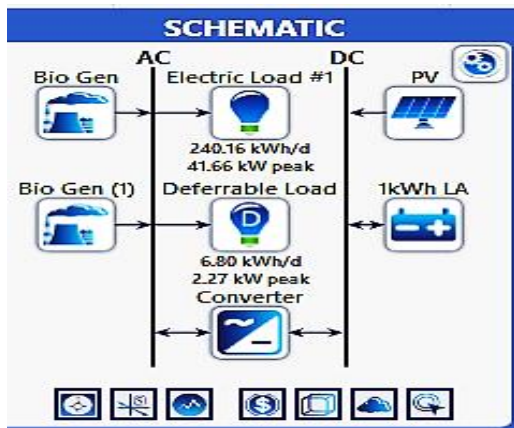 SCHEMATIC
AC DC
Bio Gen Electric Load #1 PV
240.16 kWh/d
41.66 kW peak
Bio Gen (1) Deferrable Load 1kWh LA
D
6.80 kWh/d
2.27 kW peak
Converter